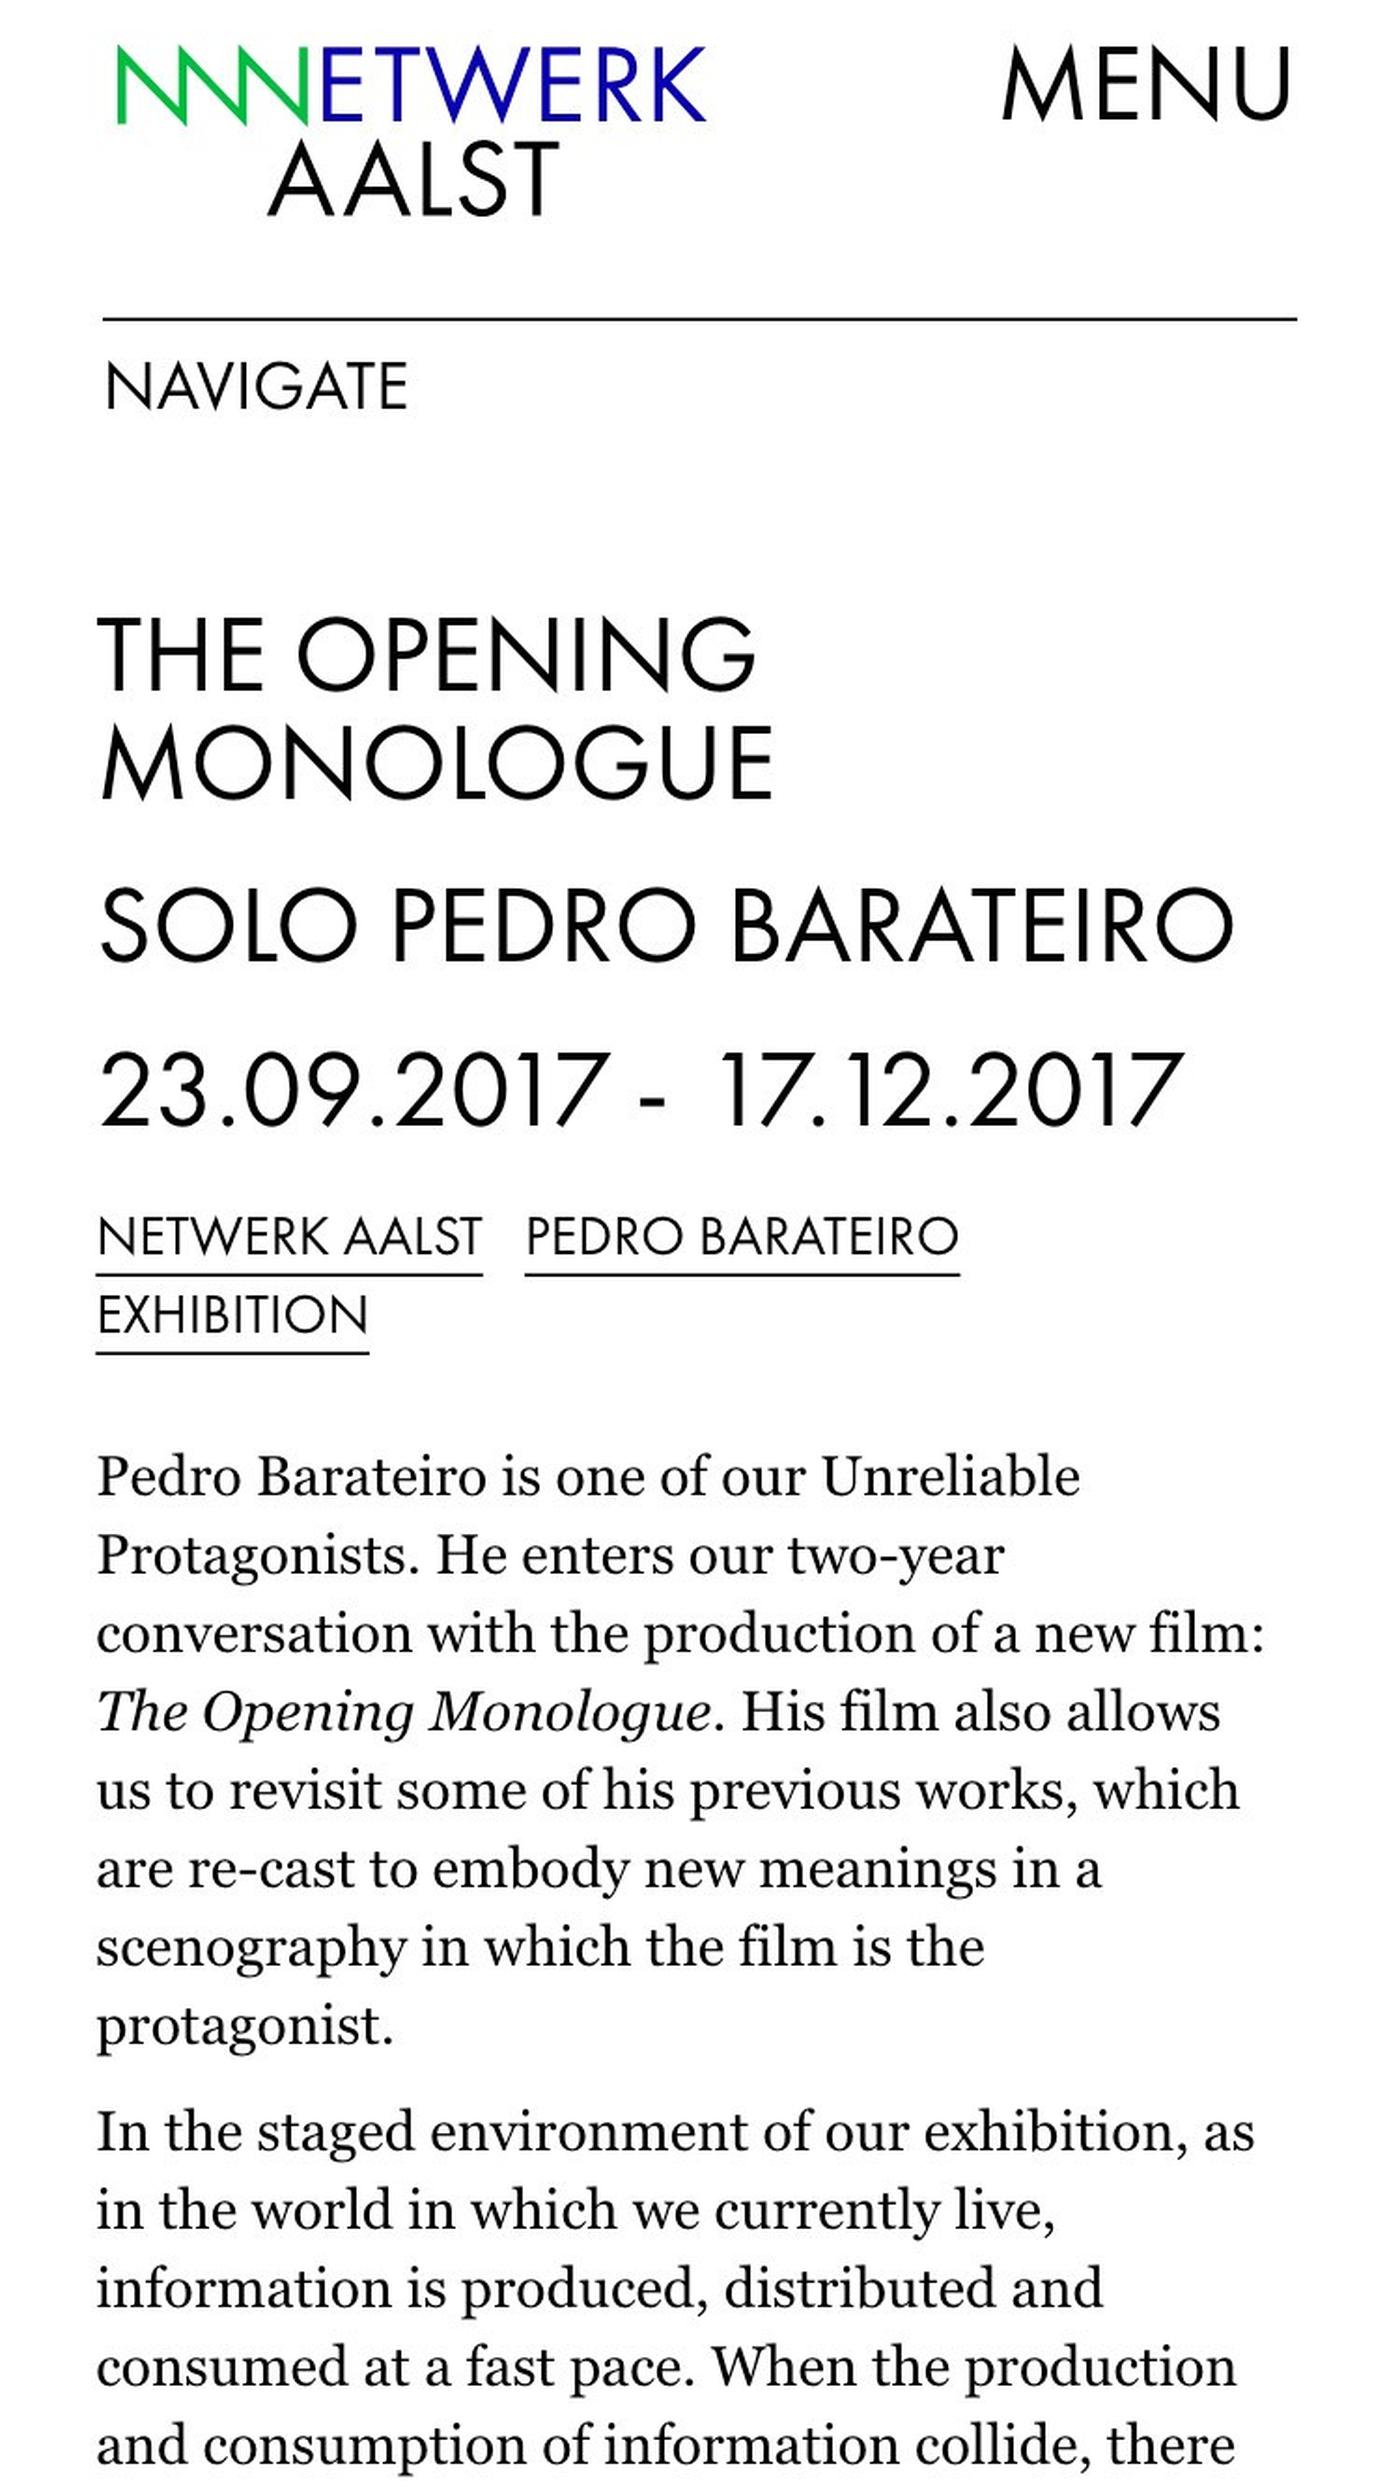 NNNETWERK
AALST
MENU
NAVIGATE
THE OPENING
MONOLOGUE
SOLO PEDRO BARATEIRO
23.09.2017 - 17.12.2017
NETWERK AALST PEDRO BARATEIRO
EXHIBITION
Pedro Barateiro is one of our Unreliable
Protagonists. He enters our two-year
conversation with the production of a new film:
The Opening Monologue. His film also allows
us to revisit some of his previous works, which
are re-cast to embody new meanings in a
scenography in which the film is the
protagonist.
In the staged environment of our exhibition, as
in the world in which we currently live,
information is produced, distributed and
consumed at a fast pace. When the production
and consumption of information collide, there